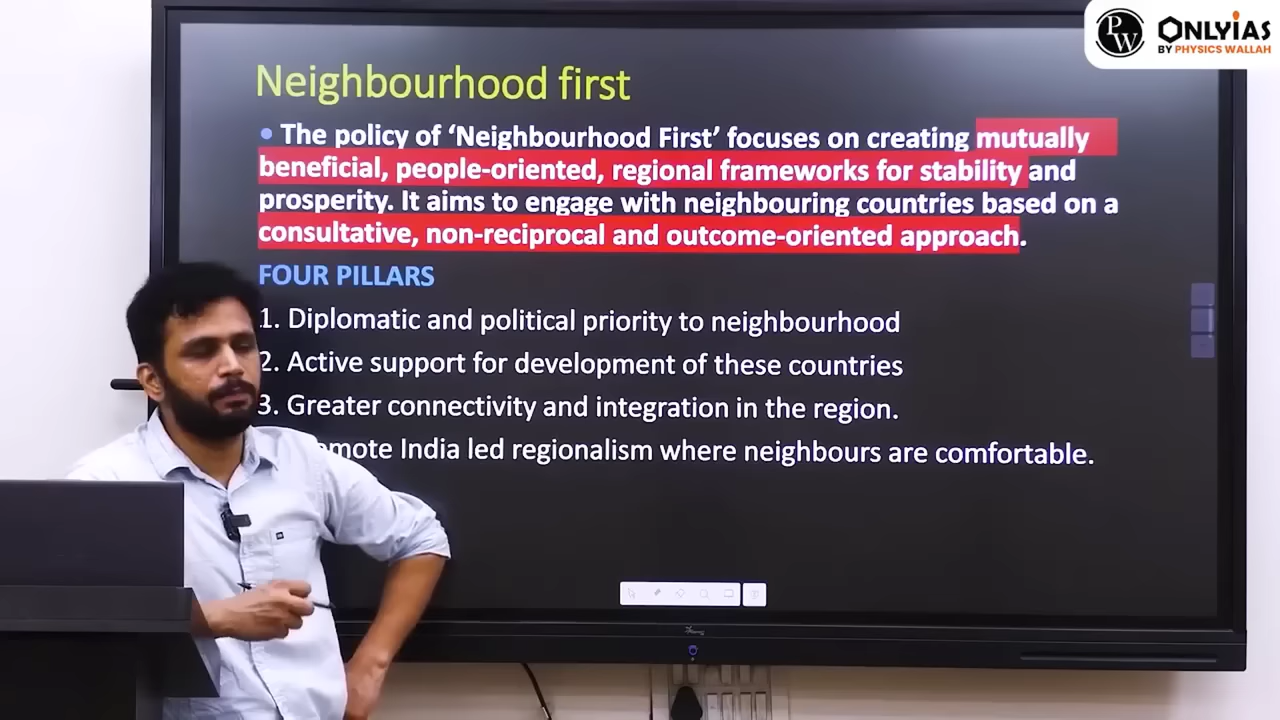 PW
ONLYIAS
BY PHYSICS WALLAH
Neighbourhood first
• The policy of ‘Neighbourhood First’ focuses on creating mutually
beneficial, people-oriented, regional frameworks for stability and
prosperity. It aims to engage with neighbouring countries based on a
consultative, non-reciprocal and outcome-oriented approach.
FOUR PILLARS
1. Diplomatic and political priority to neighbourhood
2. Active support for development of these countries
3. Greater connectivity and integration in the region.
India led regionalism where neighbours are comfortable.